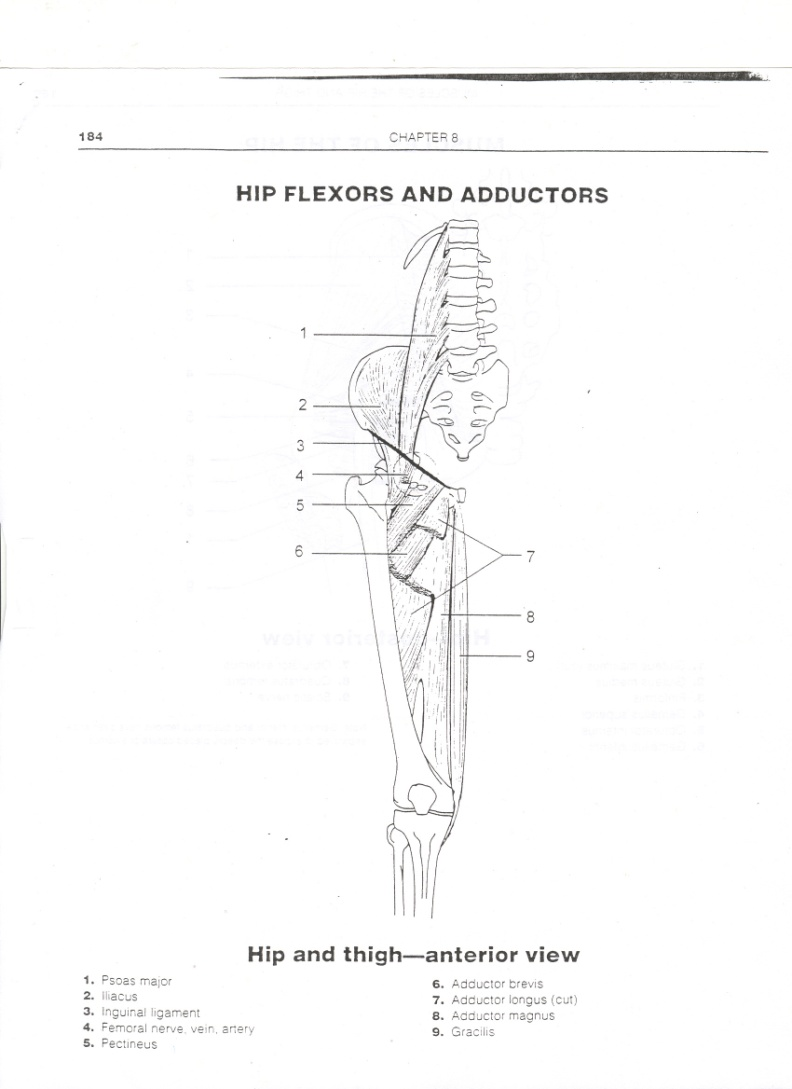 184
CHAPTER 8
HIP FLEXORS AND ADDUCTORS
1
2
3
4
5
6
7
8
9
Hip and thigh—anterior view
1. Psoas major
2. Iliacus
3. Inguinal ligament
4. Femoral nerve, vein, artery
5. Pectineus
6. Adductor brevis
7. Adductor longus (cut)
8. Adductor magnus
9. Gracilis